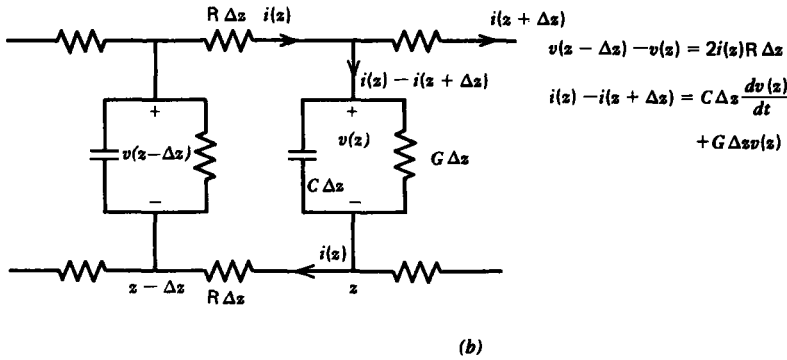 R Δz i(z) i(z + Δz)
v(z − Δz) −v(z) = 2i(z)R Δz
i(z) − i(z + Δz)
i(z) −i(z + Δz) = C Δz dv(z)/dt
+G Δzv(z)
+ +
v(z−Δz) v(z) G Δz
C Δz
− −
i(z)
z − Δz R Δz z
(b)